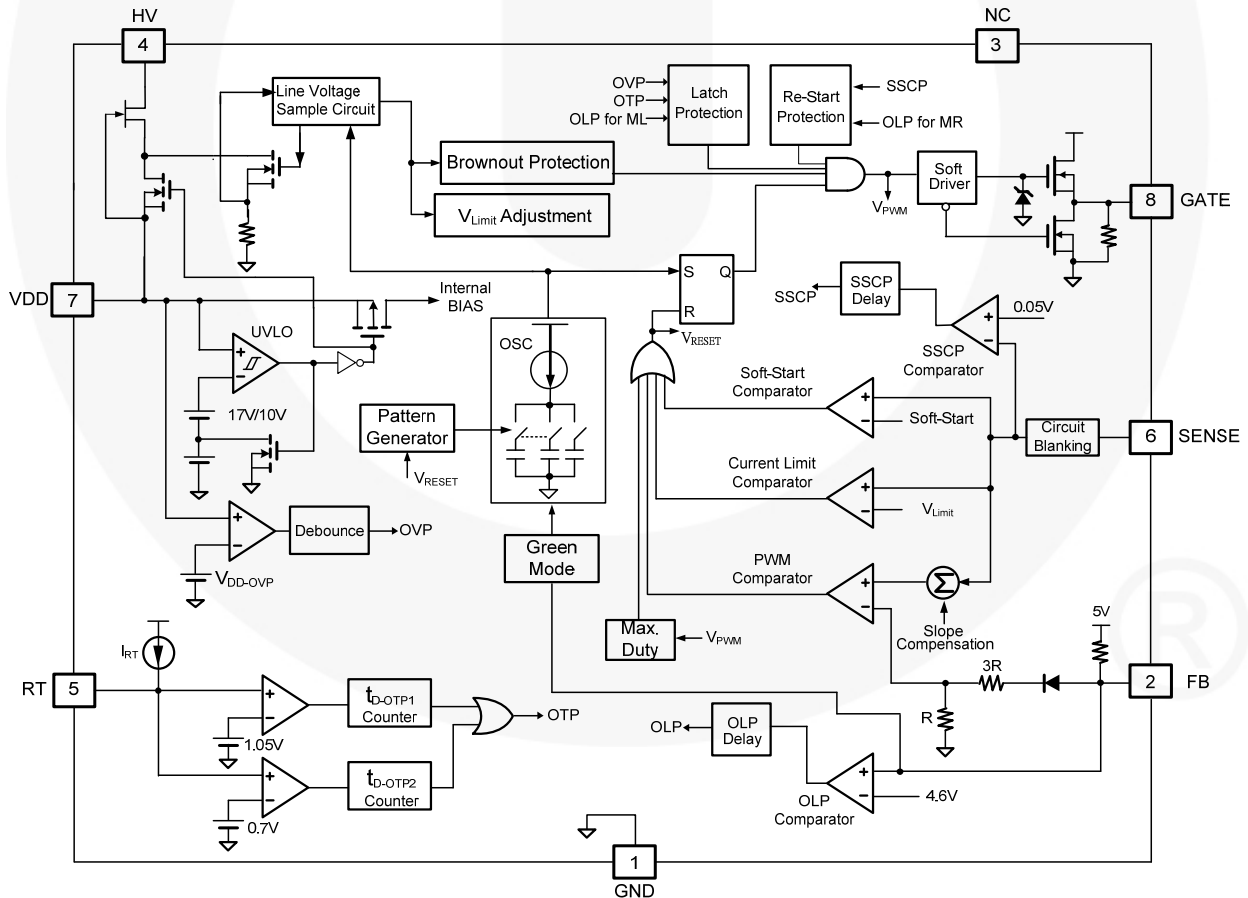 HV
4
NC
3
Line Voltage
Sample Circuit
OVP
OTP
OLP for ML
Latch
Protection
Re-Start
Protection
SSCP
OLP for MR
Brownout Protection
VLimit Adjustment
VPWM
Soft
Driver
8
GATE
VDD
7
Internal
BIAS
S
Q
R
VRESET
SSCP
SSCP
Delay
0.05V
SSCP
Comparator
UVLO
+
−
17V/10V
OSC
Pattern
Generator
VRESET
Soft-Start
Comparator
+
−
Soft-Start
Circuit
Blanking
6
SENSE
Current Limit
Comparator
+
−
VLimit
+
−
Debounce
OVP
VDD-OVP
Green
Mode
PWM
Comparator
+
−
Σ
Slope
Compensation
Max.
Duty
VPWM
5V
IRT
RT
5
+
−
1.05V
tD-OTP1
Counter
OTP
3R
R
2
FB
+
−
0.7V
tD-OTP2
Counter
OLP
OLP
Delay
+
−
4.6V
OLP
Comparator
1
GND
+
−
®